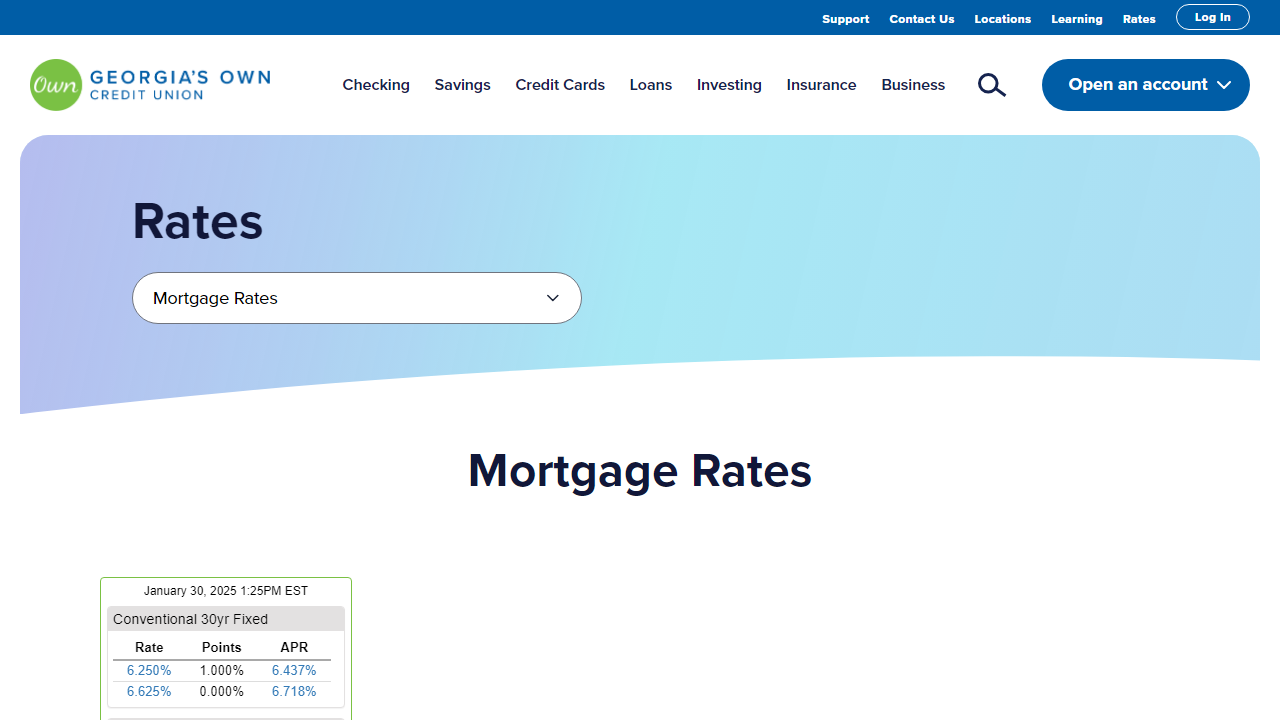 Support Contact Us Locations Learning Rates Log In
Own GEORGIA'S OWN
CREDIT UNION
Checking Savings Credit Cards Loans Investing Insurance Business
Open an account
Rates
Mortgage Rates
Mortgage Rates
January 30, 2025 1:25PM EST
Conventional 30yr Fixed
Rate Points APR
6.250% 1.000% 6.437%
6.625% 0.000% 6.718%